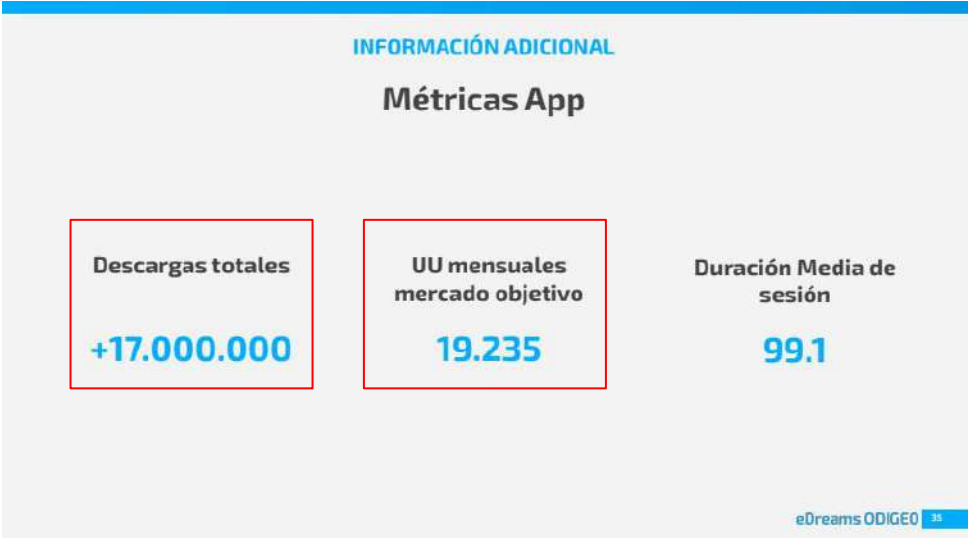 INFORMACIÓN ADICIONAL
Métricas App
Descargas totales
+17.000.000
UU mensuales
mercado objetivo
19.235
Duración Media de
sesión
99.1
eDreams ODIGEO 35